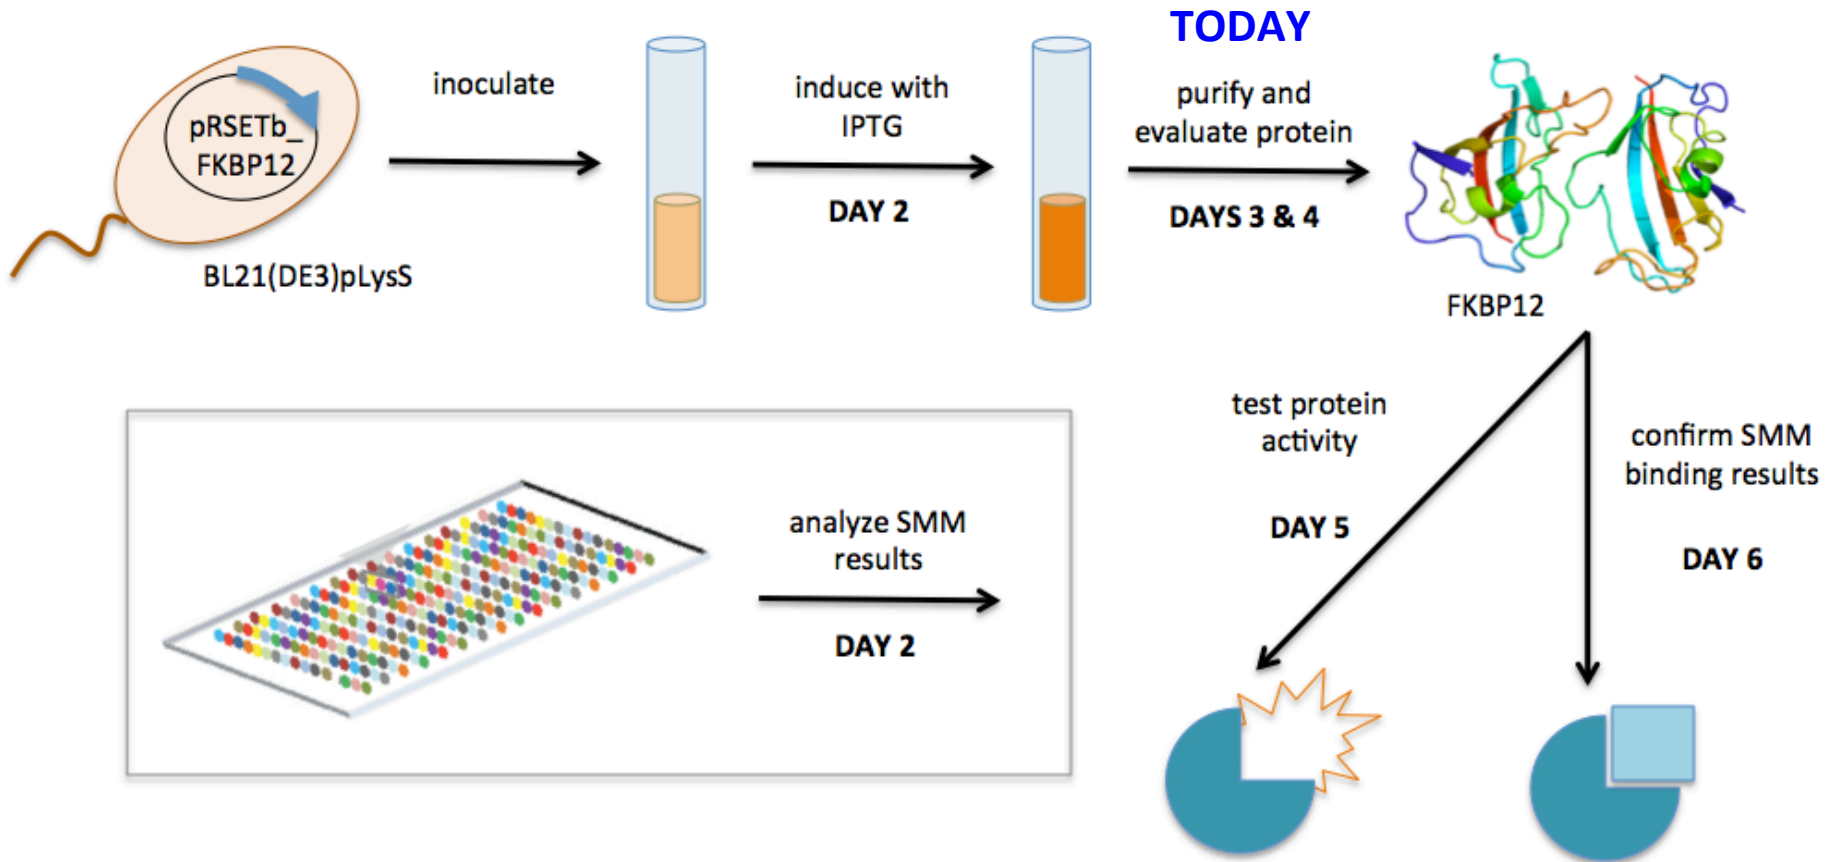 TODAY
pRSETb_
FKBP12
BL21(DE3)pLysS
inoculate
induce with
IPTG
DAY 2
purify and
evaluate protein
DAYS 3 & 4
FKBP12
analyze SMM
results
DAY 2
test protein
activity
DAY 5
confirm SMM
binding results
DAY 6